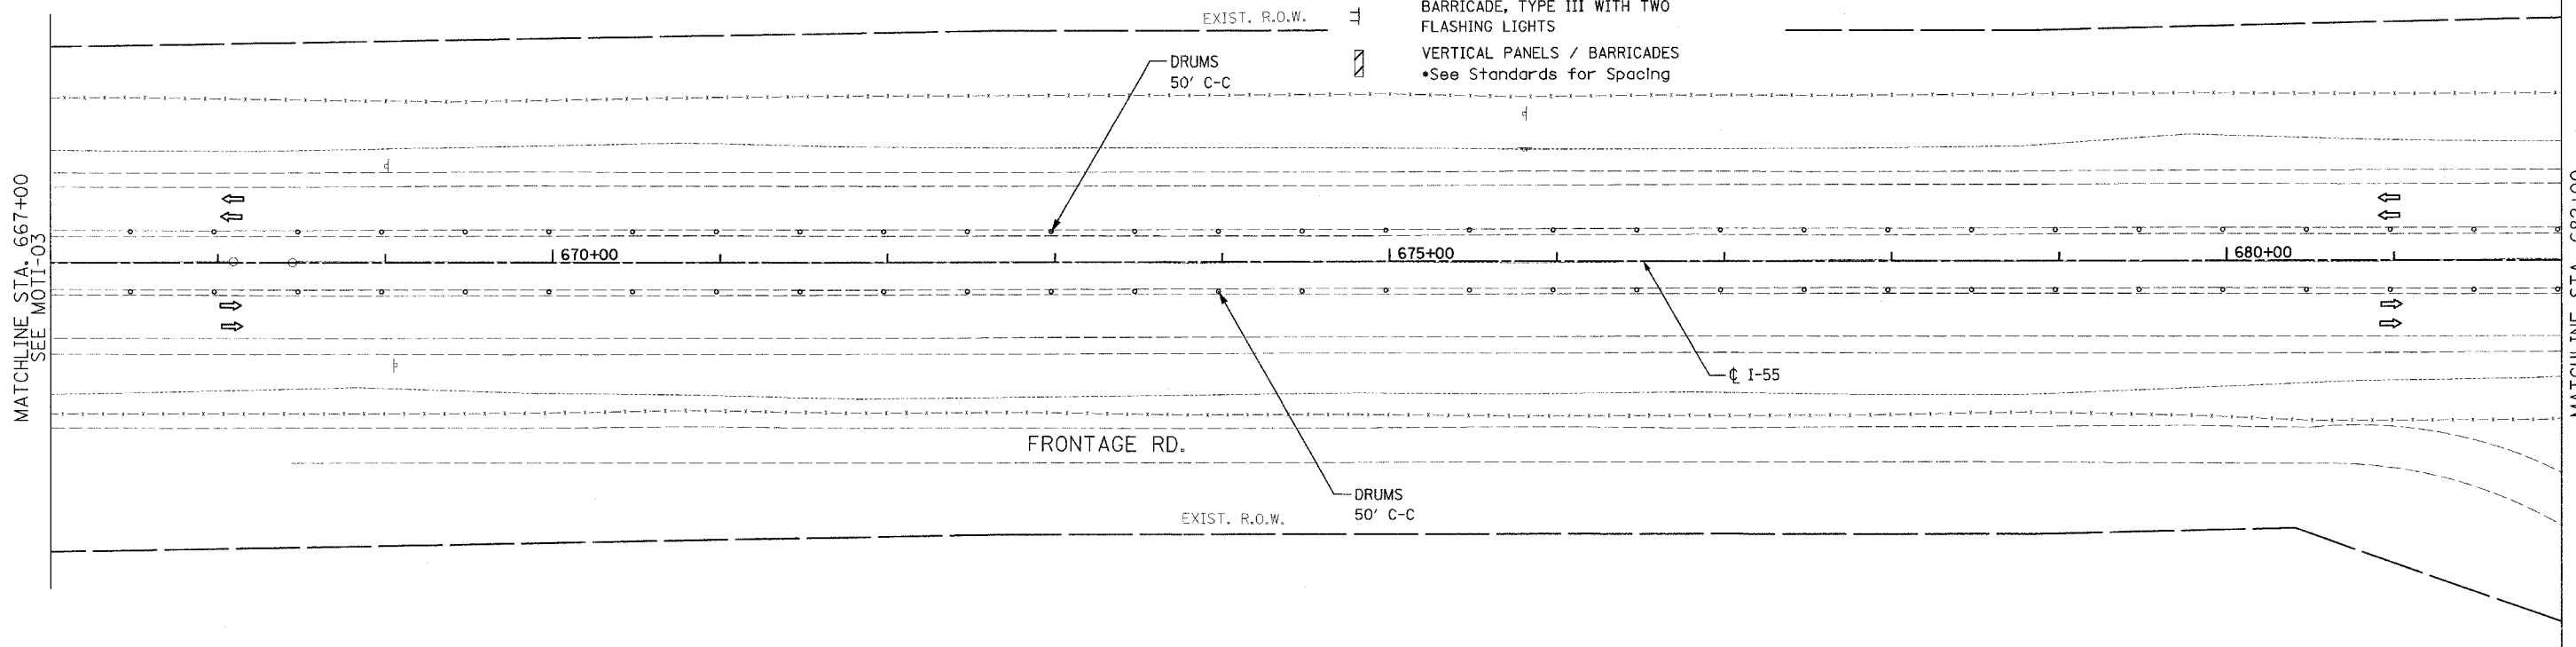 EXIST. R.O.W.
BARRICADE, TYPE III WITH TWO
FLASHING LIGHTS
VERTICAL PANELS / BARRICADES
*See Standards for Spacing
DRUMS
50' C-C
MATCHLINE STA. 667+00
SEE MOTI-03
670+00
675+00
680+00
℄ I-55
FRONTAGE RD.
DRUMS
50' C-C
EXIST. R.O.W.